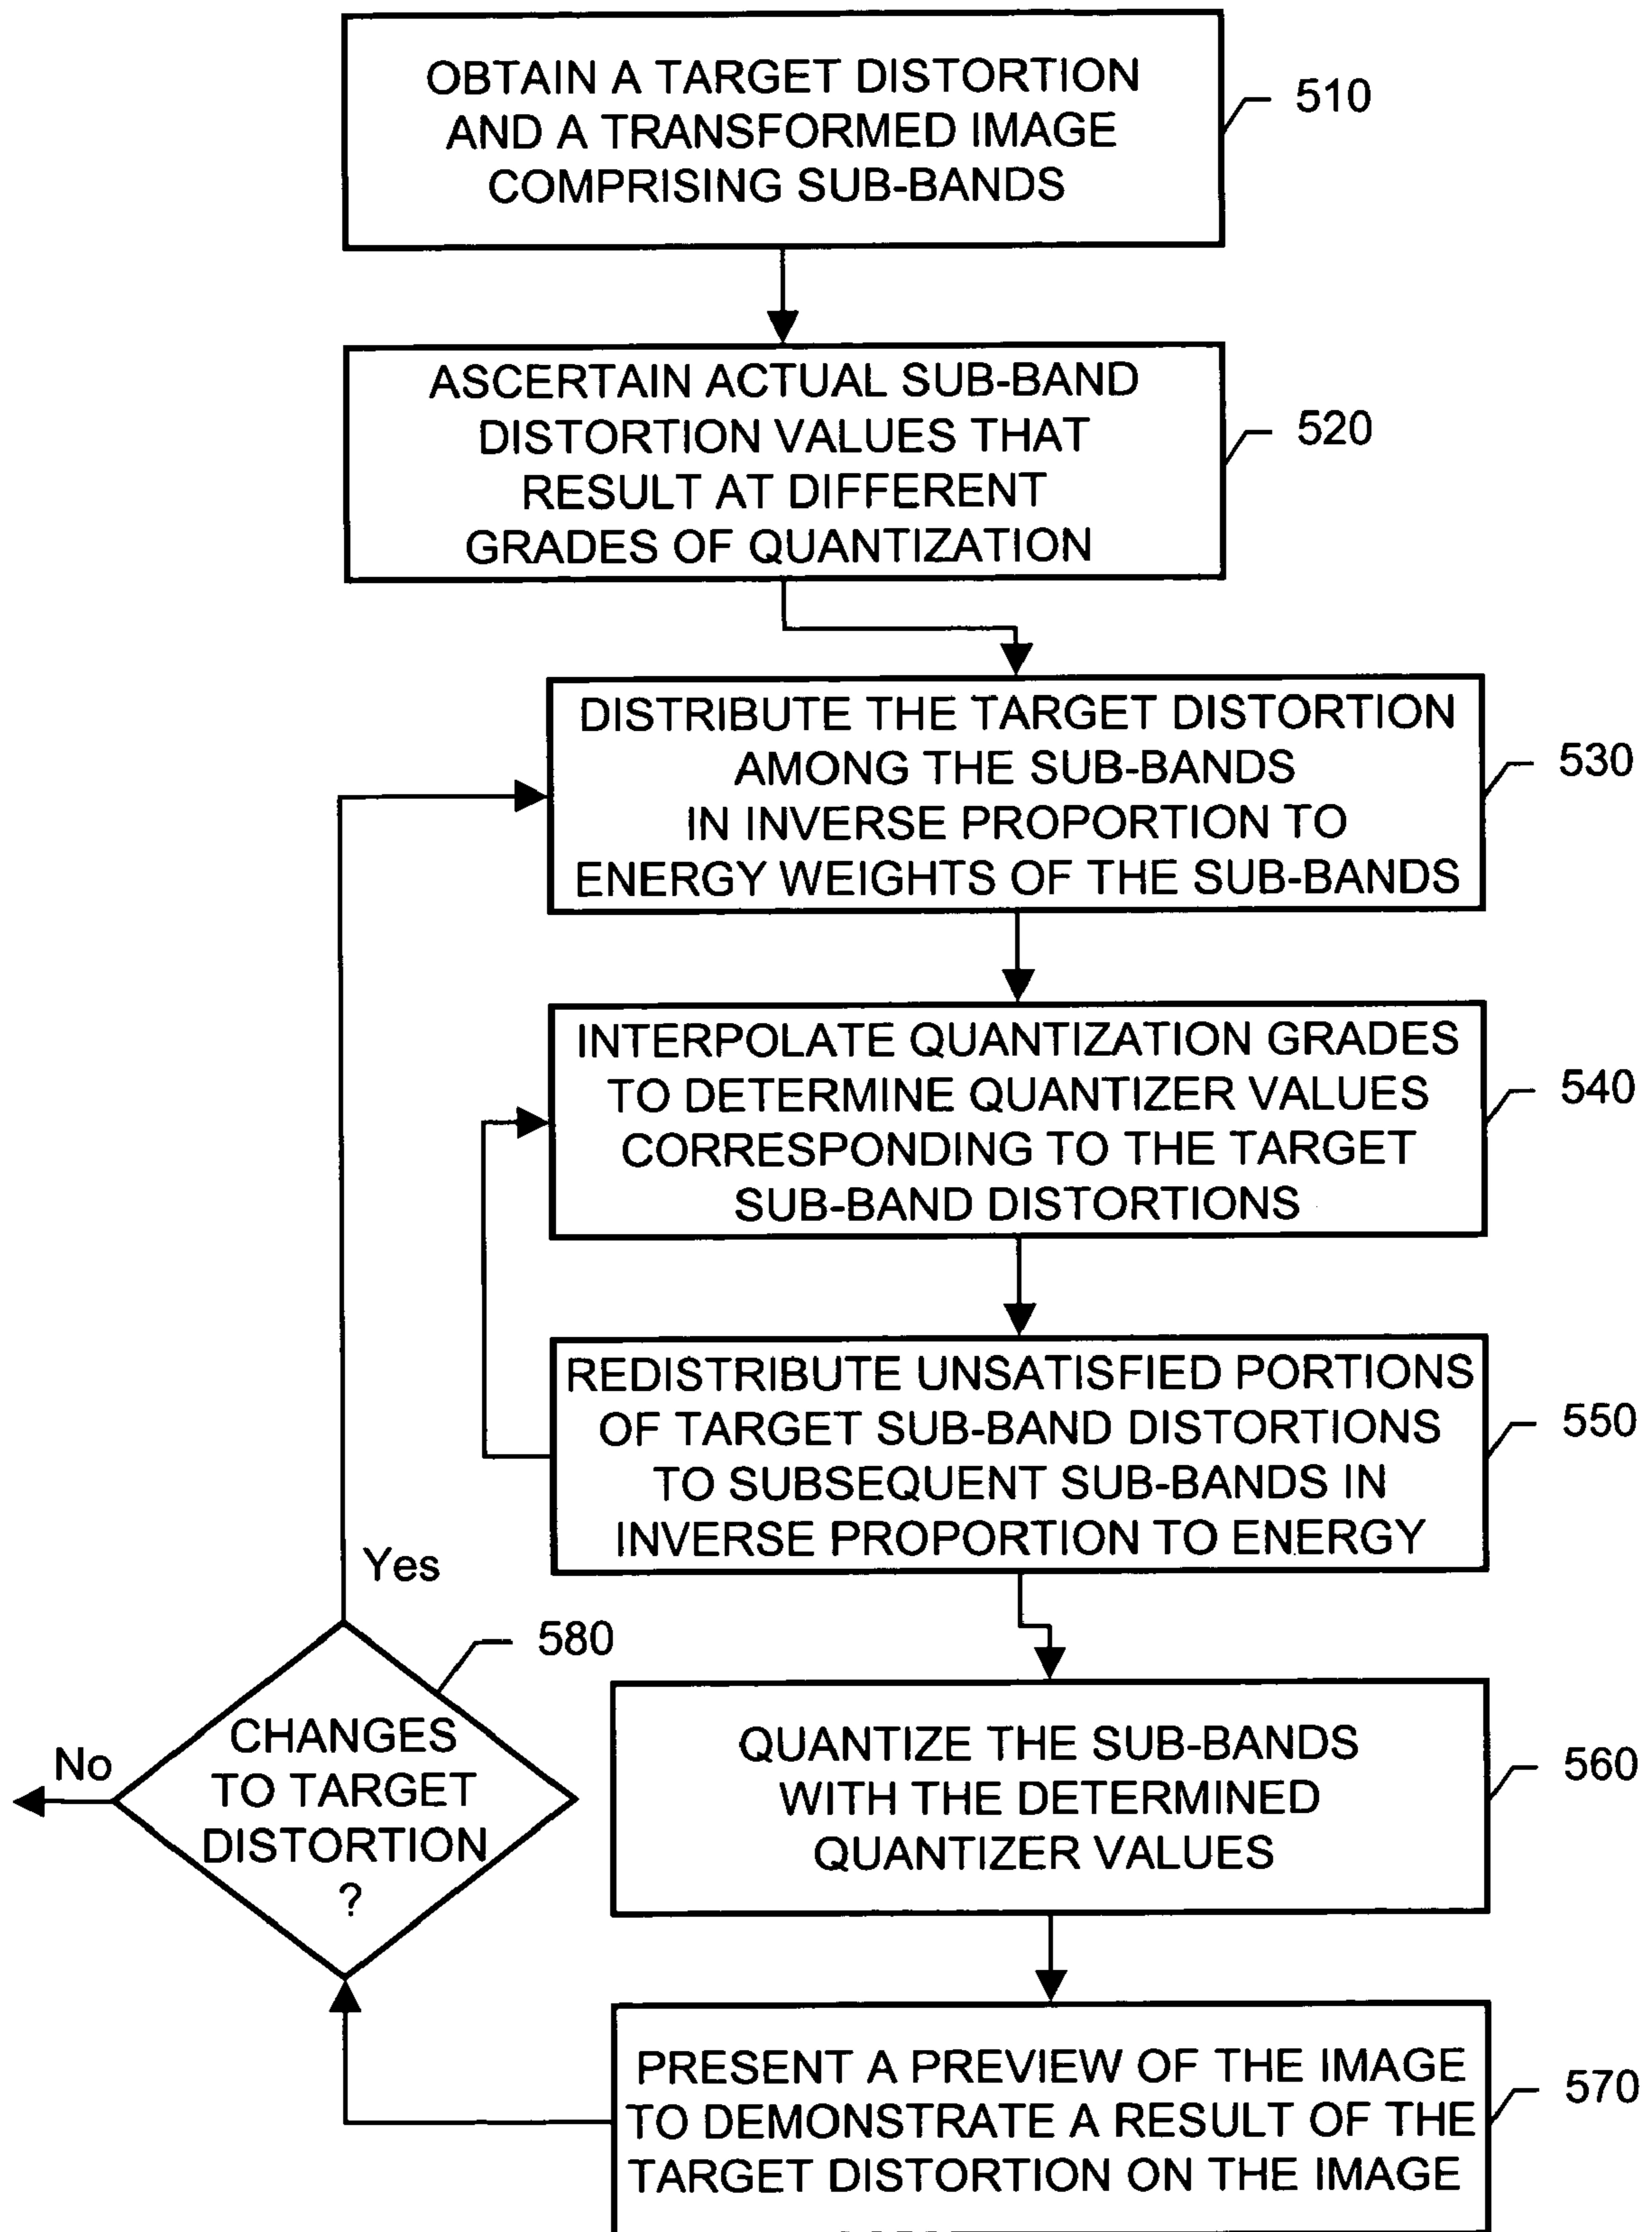 OBTAIN A TARGET DISTORTION
AND A TRANSFORMED IMAGE
COMPRISING SUB-BANDS
510
ASCERTAIN ACTUAL SUB-BAND
DISTORTION VALUES THAT
RESULT AT DIFFERENT
GRADES OF QUANTIZATION
520
DISTRIBUTE THE TARGET DISTORTION
AMONG THE SUB-BANDS
IN INVERSE PROPORTION TO
ENERGY WEIGHTS OF THE SUB-BANDS
530
INTERPOLATE QUANTIZATION GRADES
TO DETERMINE QUANTIZER VALUES
CORRESPONDING TO THE TARGET
SUB-BAND DISTORTIONS
540
REDISTRIBUTE UNSATISFIED PORTIONS
OF TARGET SUB-BAND DISTORTIONS
TO SUBSEQUENT SUB-BANDS IN
INVERSE PROPORTION TO ENERGY
550
QUANTIZE THE SUB-BANDS
WITH THE DETERMINED
QUANTIZER VALUES
560
PRESENT A PREVIEW OF THE IMAGE
TO DEMONSTRATE A RESULT OF THE
TARGET DISTORTION ON THE IMAGE
570
CHANGES
TO TARGET
DISTORTION
?
580
Yes
No